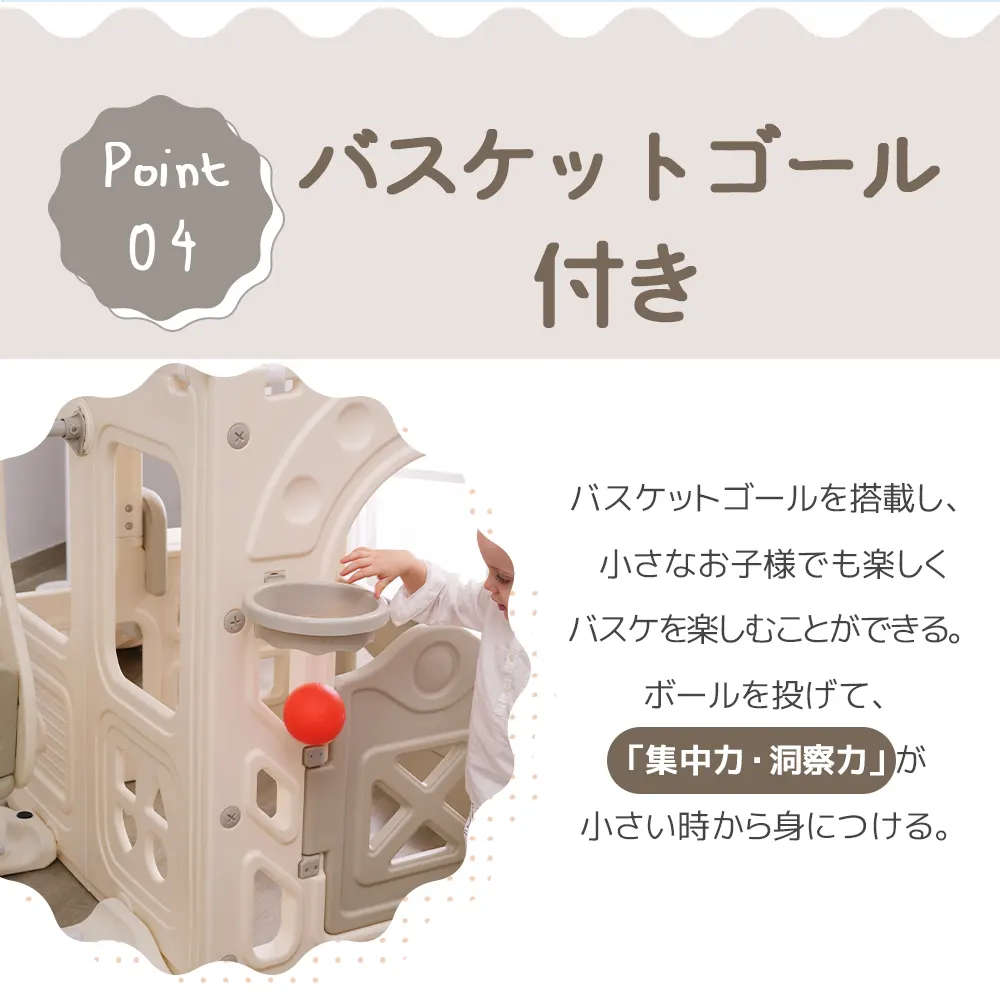 Point
04
バスケットゴール
付き
バスケットゴールを搭載し、
小さなお子様でも楽しく
バスケを楽しむことができる。
ボールを投げて、
「集中力・洞察力」が
小さい時から身につける。